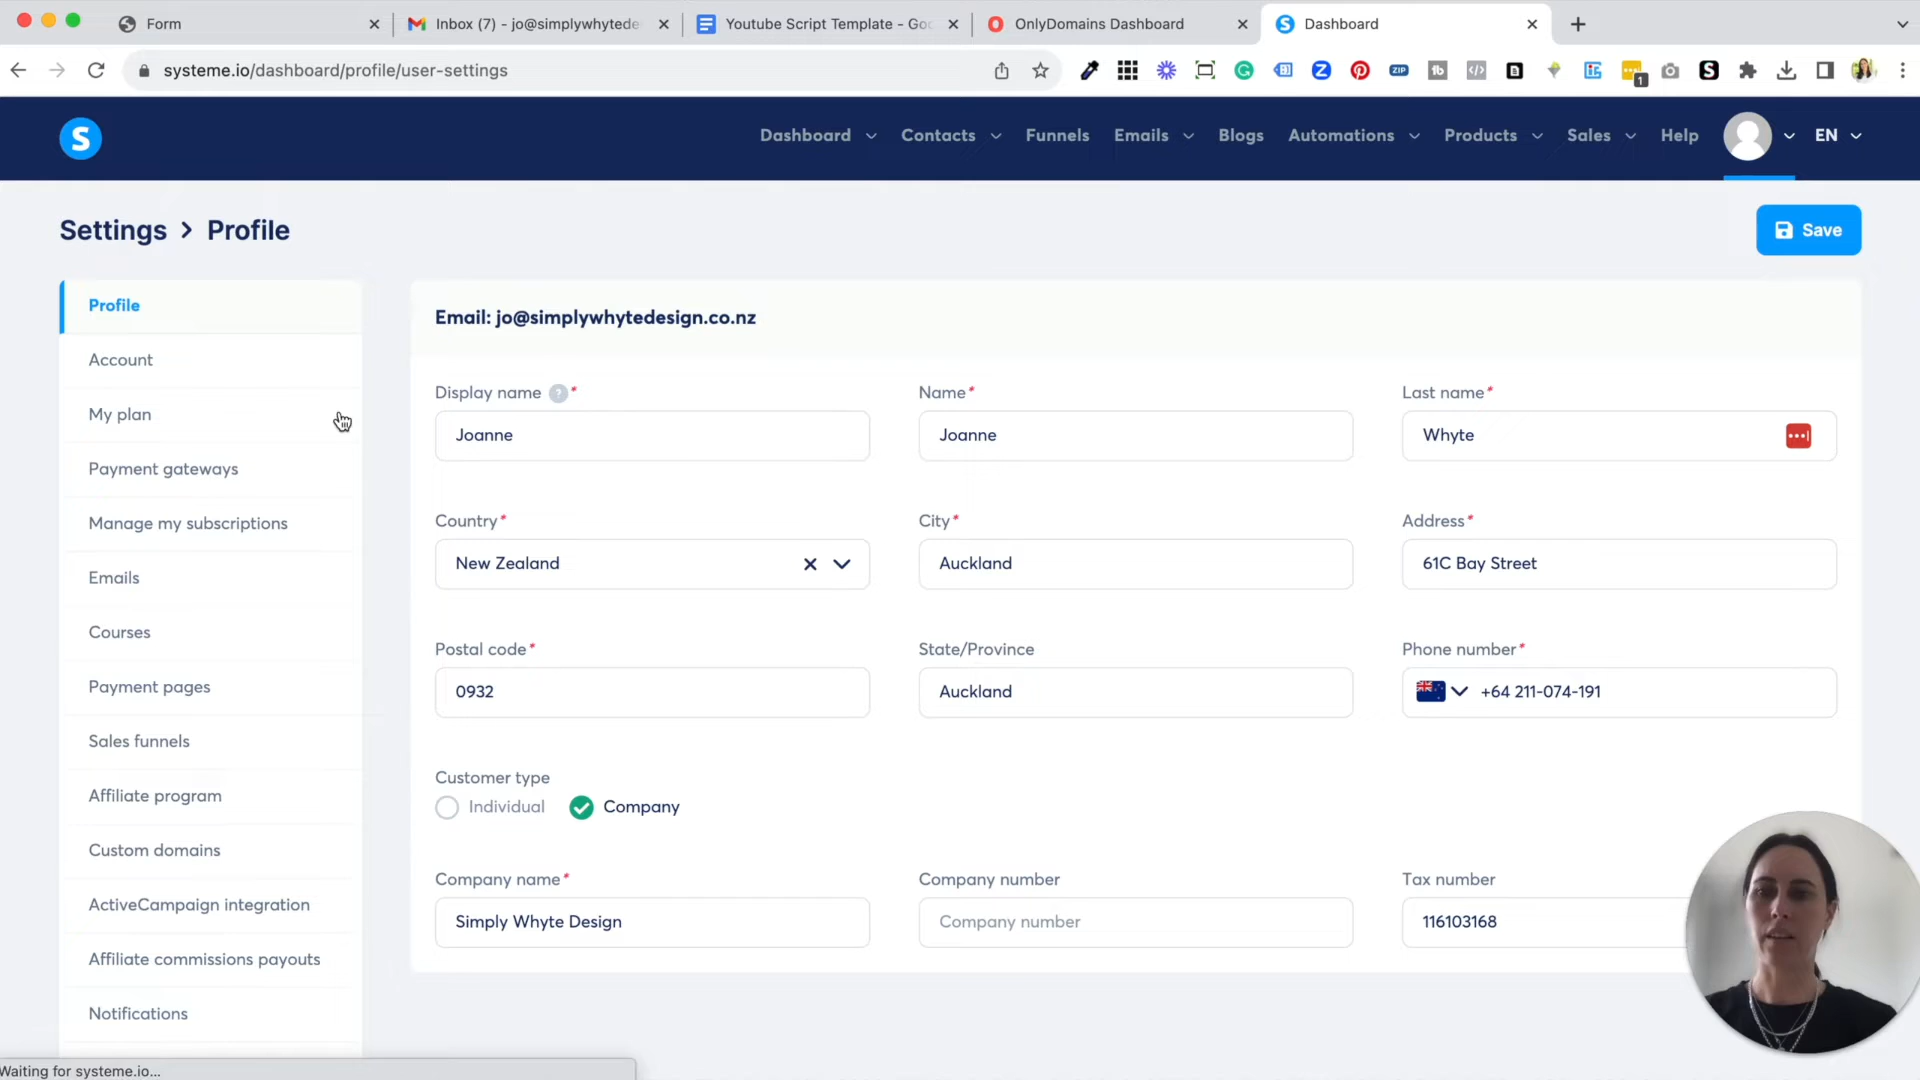 Form
Inbox (7) - jo@simplywhytede
Youtube Script Template - Goo
OnlyDomains Dashboard
Dashboard
systeme.io/dashboard/profile/user-settings
ZIP
1
S
Dashboard
Contacts
Funnels
Emails
Blogs
Automations
Products
Sales
Help
EN
Settings > Profile
Save
Profile
Account
My plan
Payment gateways
Manage my subscriptions
Emails
Courses
Payment pages
Sales funnels
Affiliate program
Custom domains
ActiveCampaign integration
Affiliate commissions payouts
Notifications
Email: jo@simplywhytedesign.co.nz
Display name ? *
Name*
Last name*
Joanne
Joanne
Whyte
Country*
City*
Address*
New Zealand
Auckland
61C Bay Street
Postal code*
State/Province
Phone number*
0932
Auckland
+64 211-074-191
Customer type
Individual
Company
Company name*
Company number
Tax number
Simply Whyte Design
Company number
116103168
Waiting for systeme.io...